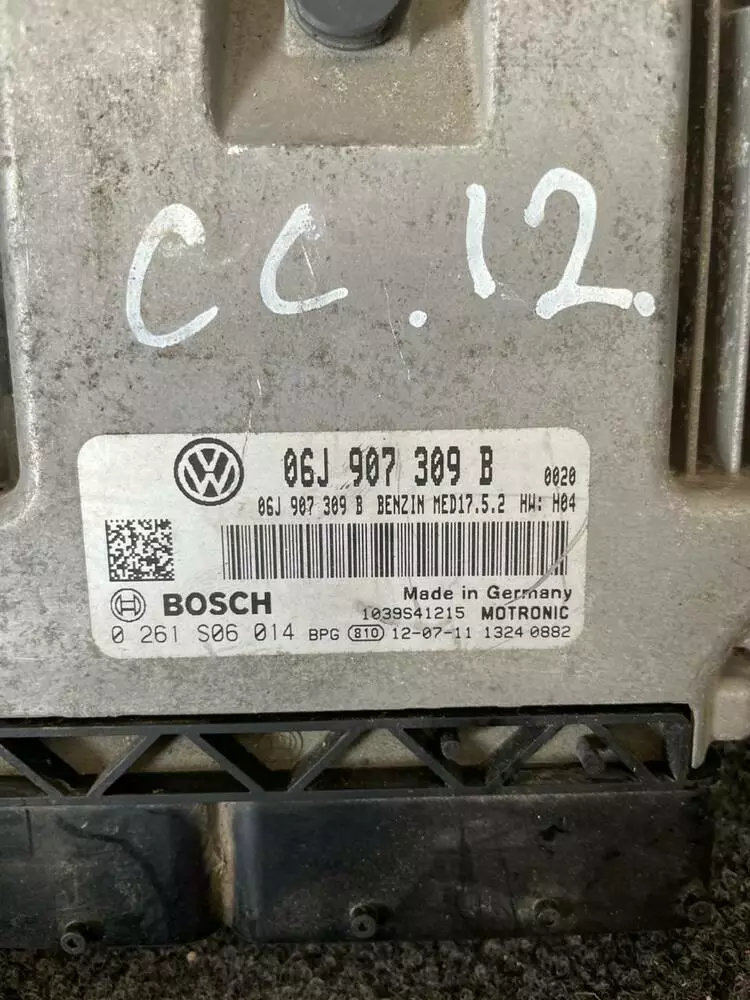 CC.12.
06J 907 309 B 0020
06J 907 309 B BENZIN MED17.5.2 HW: H04
BOSCH Made in Germany
1039S41215 MOTRONIC
0 261 S06 014 BPG 810 12-07-11 1324 0882